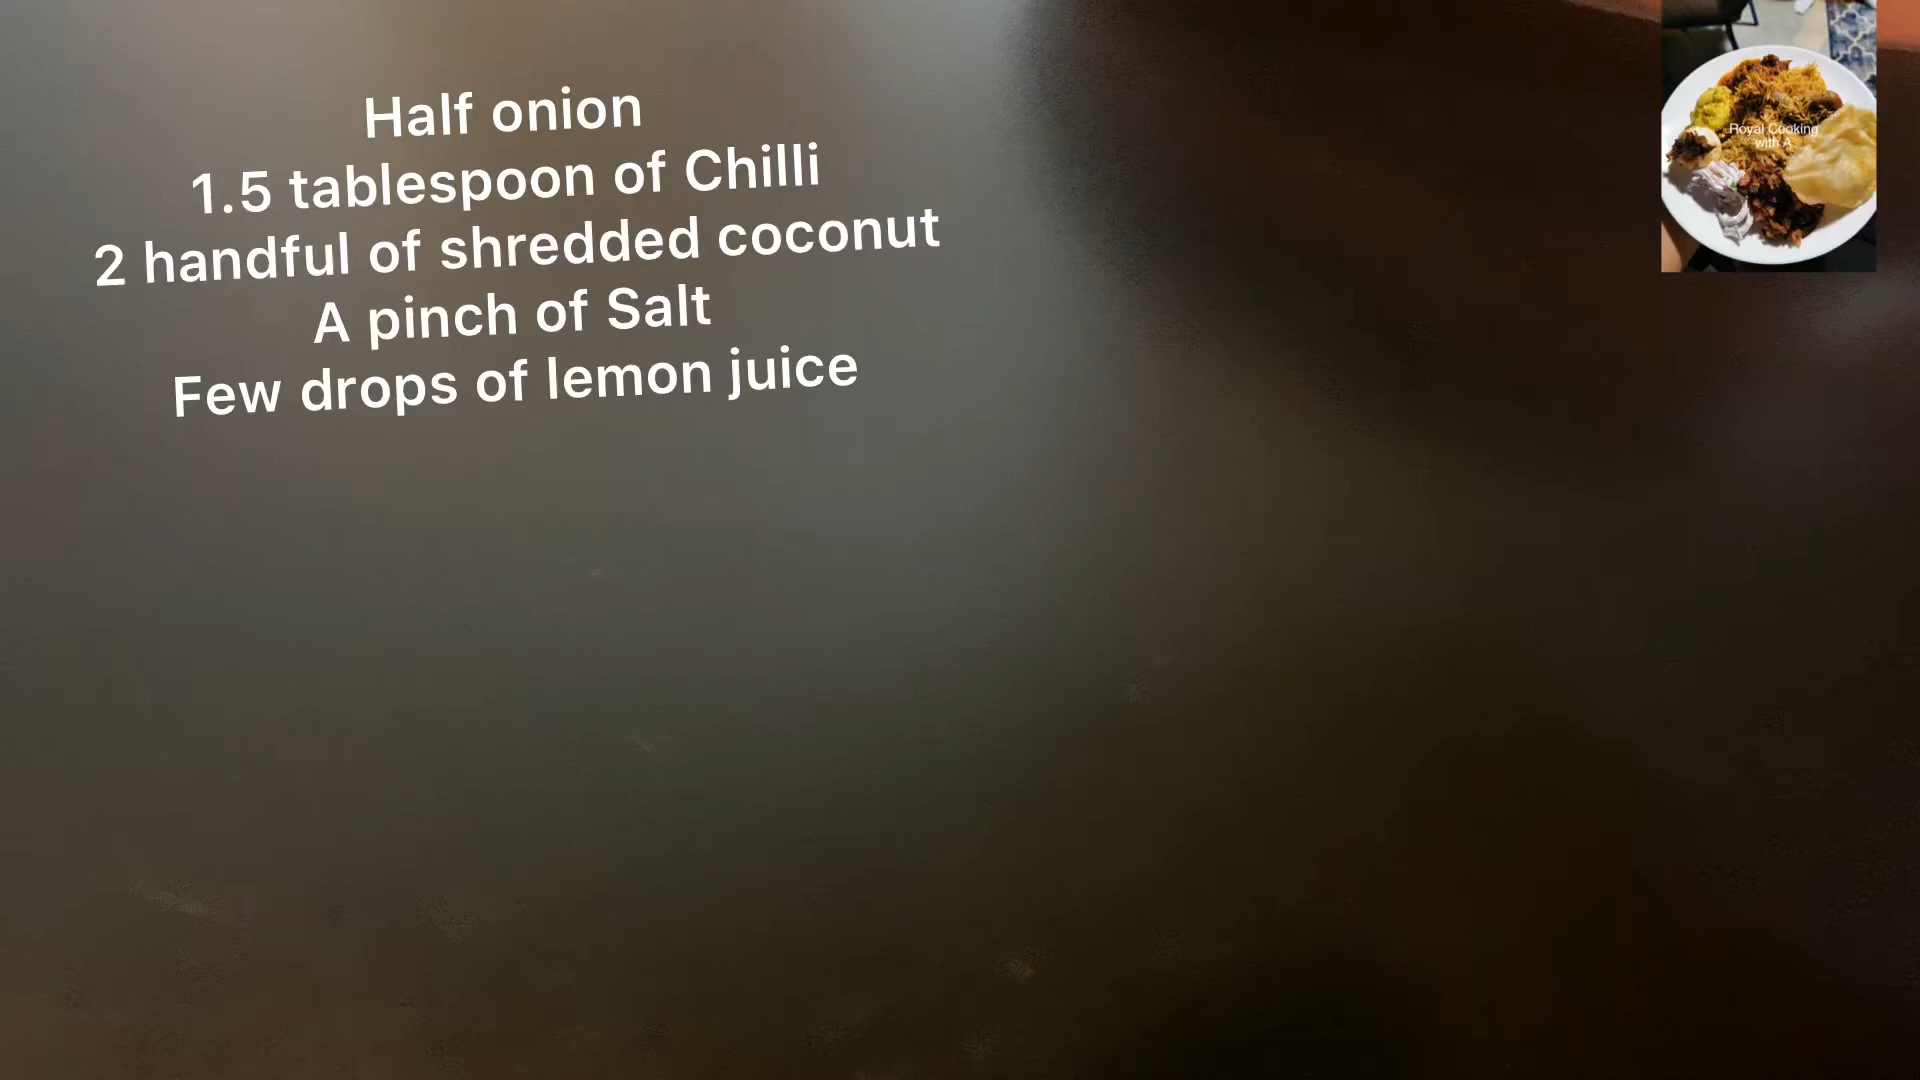 Half onion
1.5 tablespoon of Chilli
2 handful of shredded coconut
A pinch of Salt
Few drops of lemon juice
Royal Cooking
with A